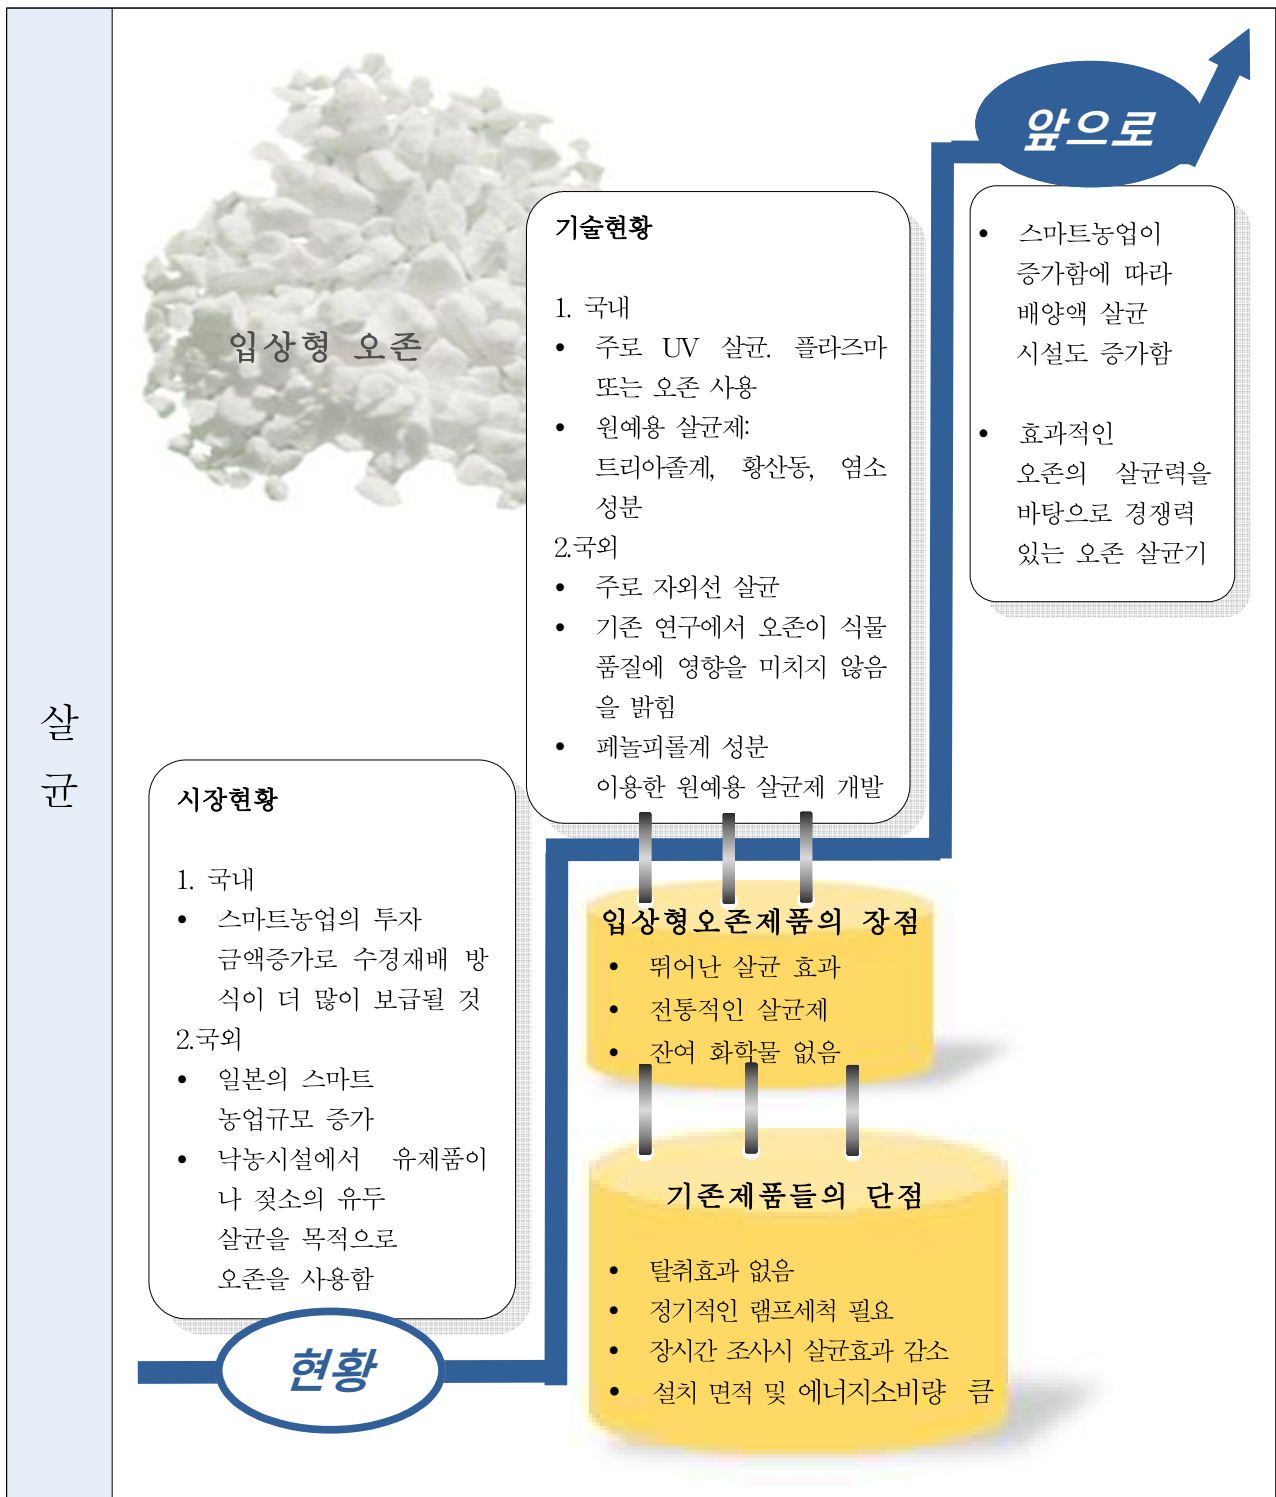 살
균
입상형 오존
시장현황
1. 국내
• 스마트농업의 투자
금액증가로 수경재배 방
식이 더 많이 보급될 것
2.국외
• 일본의 스마트
농업규모 증가
• 낙농시설에서 유제품이
나 젖소의 유두
살균을 목적으로
오존을 사용함
현황
기술현황
1. 국내
• 주로 UV 살균. 플라즈마
또는 오존 사용
• 원예용 살균제:
트리아졸계, 황산동, 염소
성분
2.국외
• 주로 자외선 살균
• 기존 연구에서 오존이 식물
품질에 영향을 미치지 않음
을 밝힘
• 페놀피롤계 성분
이용한 원예용 살균제 개발
입상형오존제품의 장점
• 뛰어난 살균 효과
• 전통적인 살균제
• 잔여 화학물 없음
기존제품들의 단점
• 탈취효과 없음
• 정기적인 램프세척 필요
• 장시간 조사시 살균효과 감소
• 설치 면적 및 에너지소비량 큼
앞으로
• 스마트농업이
증가함에 따라
배양액 살균
시설도 증가함
• 효과적인
오존의 살균력을
바탕으로 경쟁력
있는 오존 살균기